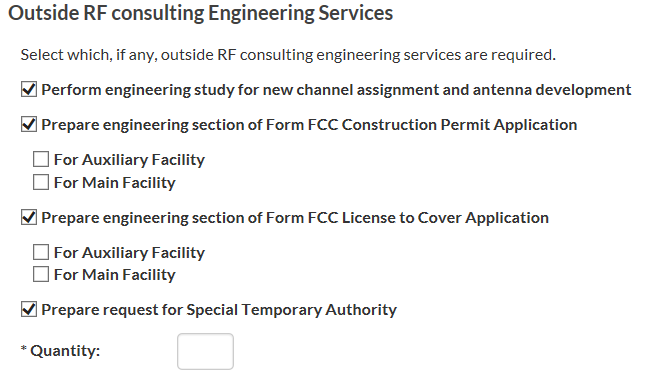 Outside RF consulting Engineering Services
Select which, if any, outside RF consulting engineering services are required.
Perform engineering study for new channel assignment and antenna development
Prepare engineering section of Form FCC Construction Permit Application
For Auxiliary Facility
For Main Facility
Prepare engineering section of Form FCC License to Cover Application
For Auxiliary Facility
For Main Facility
Prepare request for Special Temporary Authority
* Quantity: